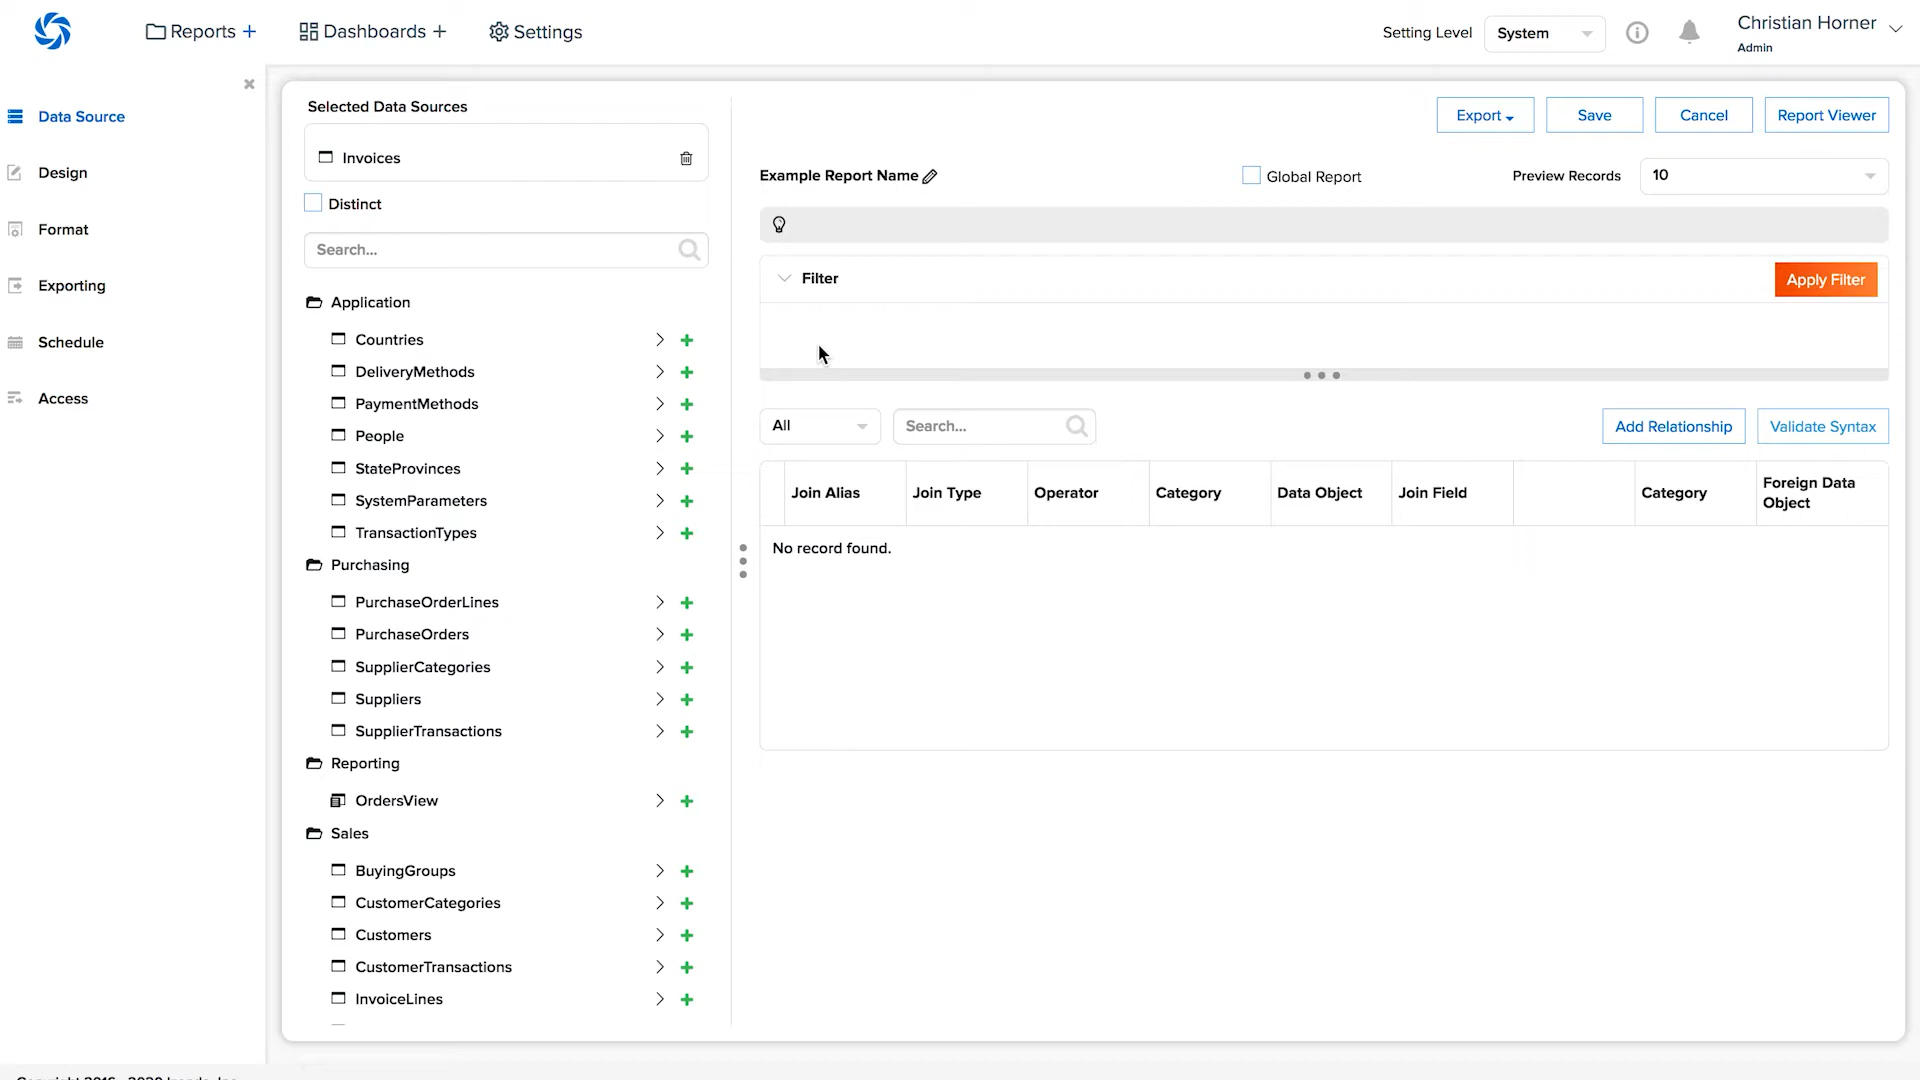 Reports +
Dashboards +
Settings
Setting Level
System
Christian Horner
Admin
Data Source
Design
Format
Exporting
Schedule
Access
Selected Data Sources
Invoices
Distinct
Search...
Application
Countries
DeliveryMethods
PaymentMethods
People
StateProvinces
SystemParameters
TransactionTypes
Purchasing
PurchaseOrderLines
PurchaseOrders
SupplierCategories
Suppliers
SupplierTransactions
Reporting
OrdersView
Sales
BuyingGroups
CustomerCategories
Customers
CustomerTransactions
InvoiceLines
Export
Save
Cancel
Report Viewer
Example Report Name
Global Report
Preview Records
10
Filter
Apply Filter
All
Search...
Add Relationship
Validate Syntax
Join Alias
Join Type
Operator
Category
Data Object
Join Field
Category
Foreign Data
Object
No record found.